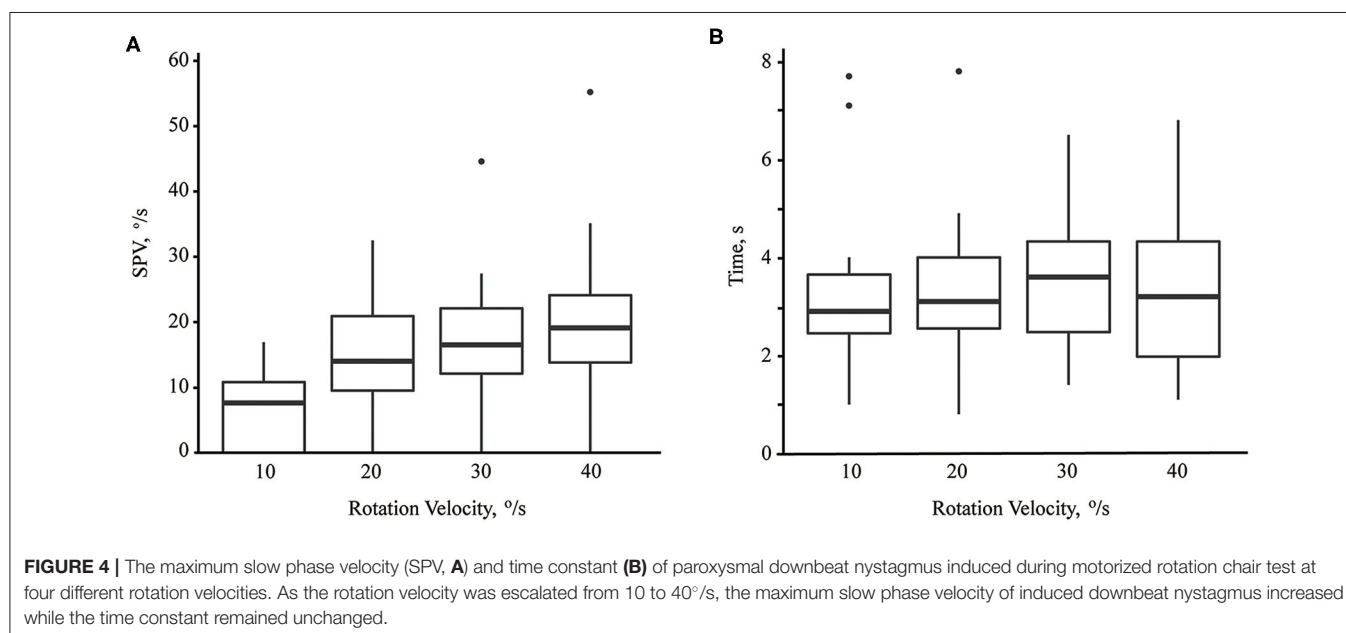 A
60
50
40
30
20
10
0
SPV, °/s
10 20 30 40
Rotation Velocity, °/s
B
8
6
4
2
0
Time, s
10 20 30 40
Rotation Velocity, °/s
FIGURE 4 | The maximum slow phase velocity (SPV, A) and time constant (B) of paroxysmal downbeat nystagmus induced during motorized rotation chair test at
four different rotation velocities. As the rotation velocity was escalated from 10 to 40°/s, the maximum slow phase velocity of induced downbeat nystagmus increased
while the time constant remained unchanged.